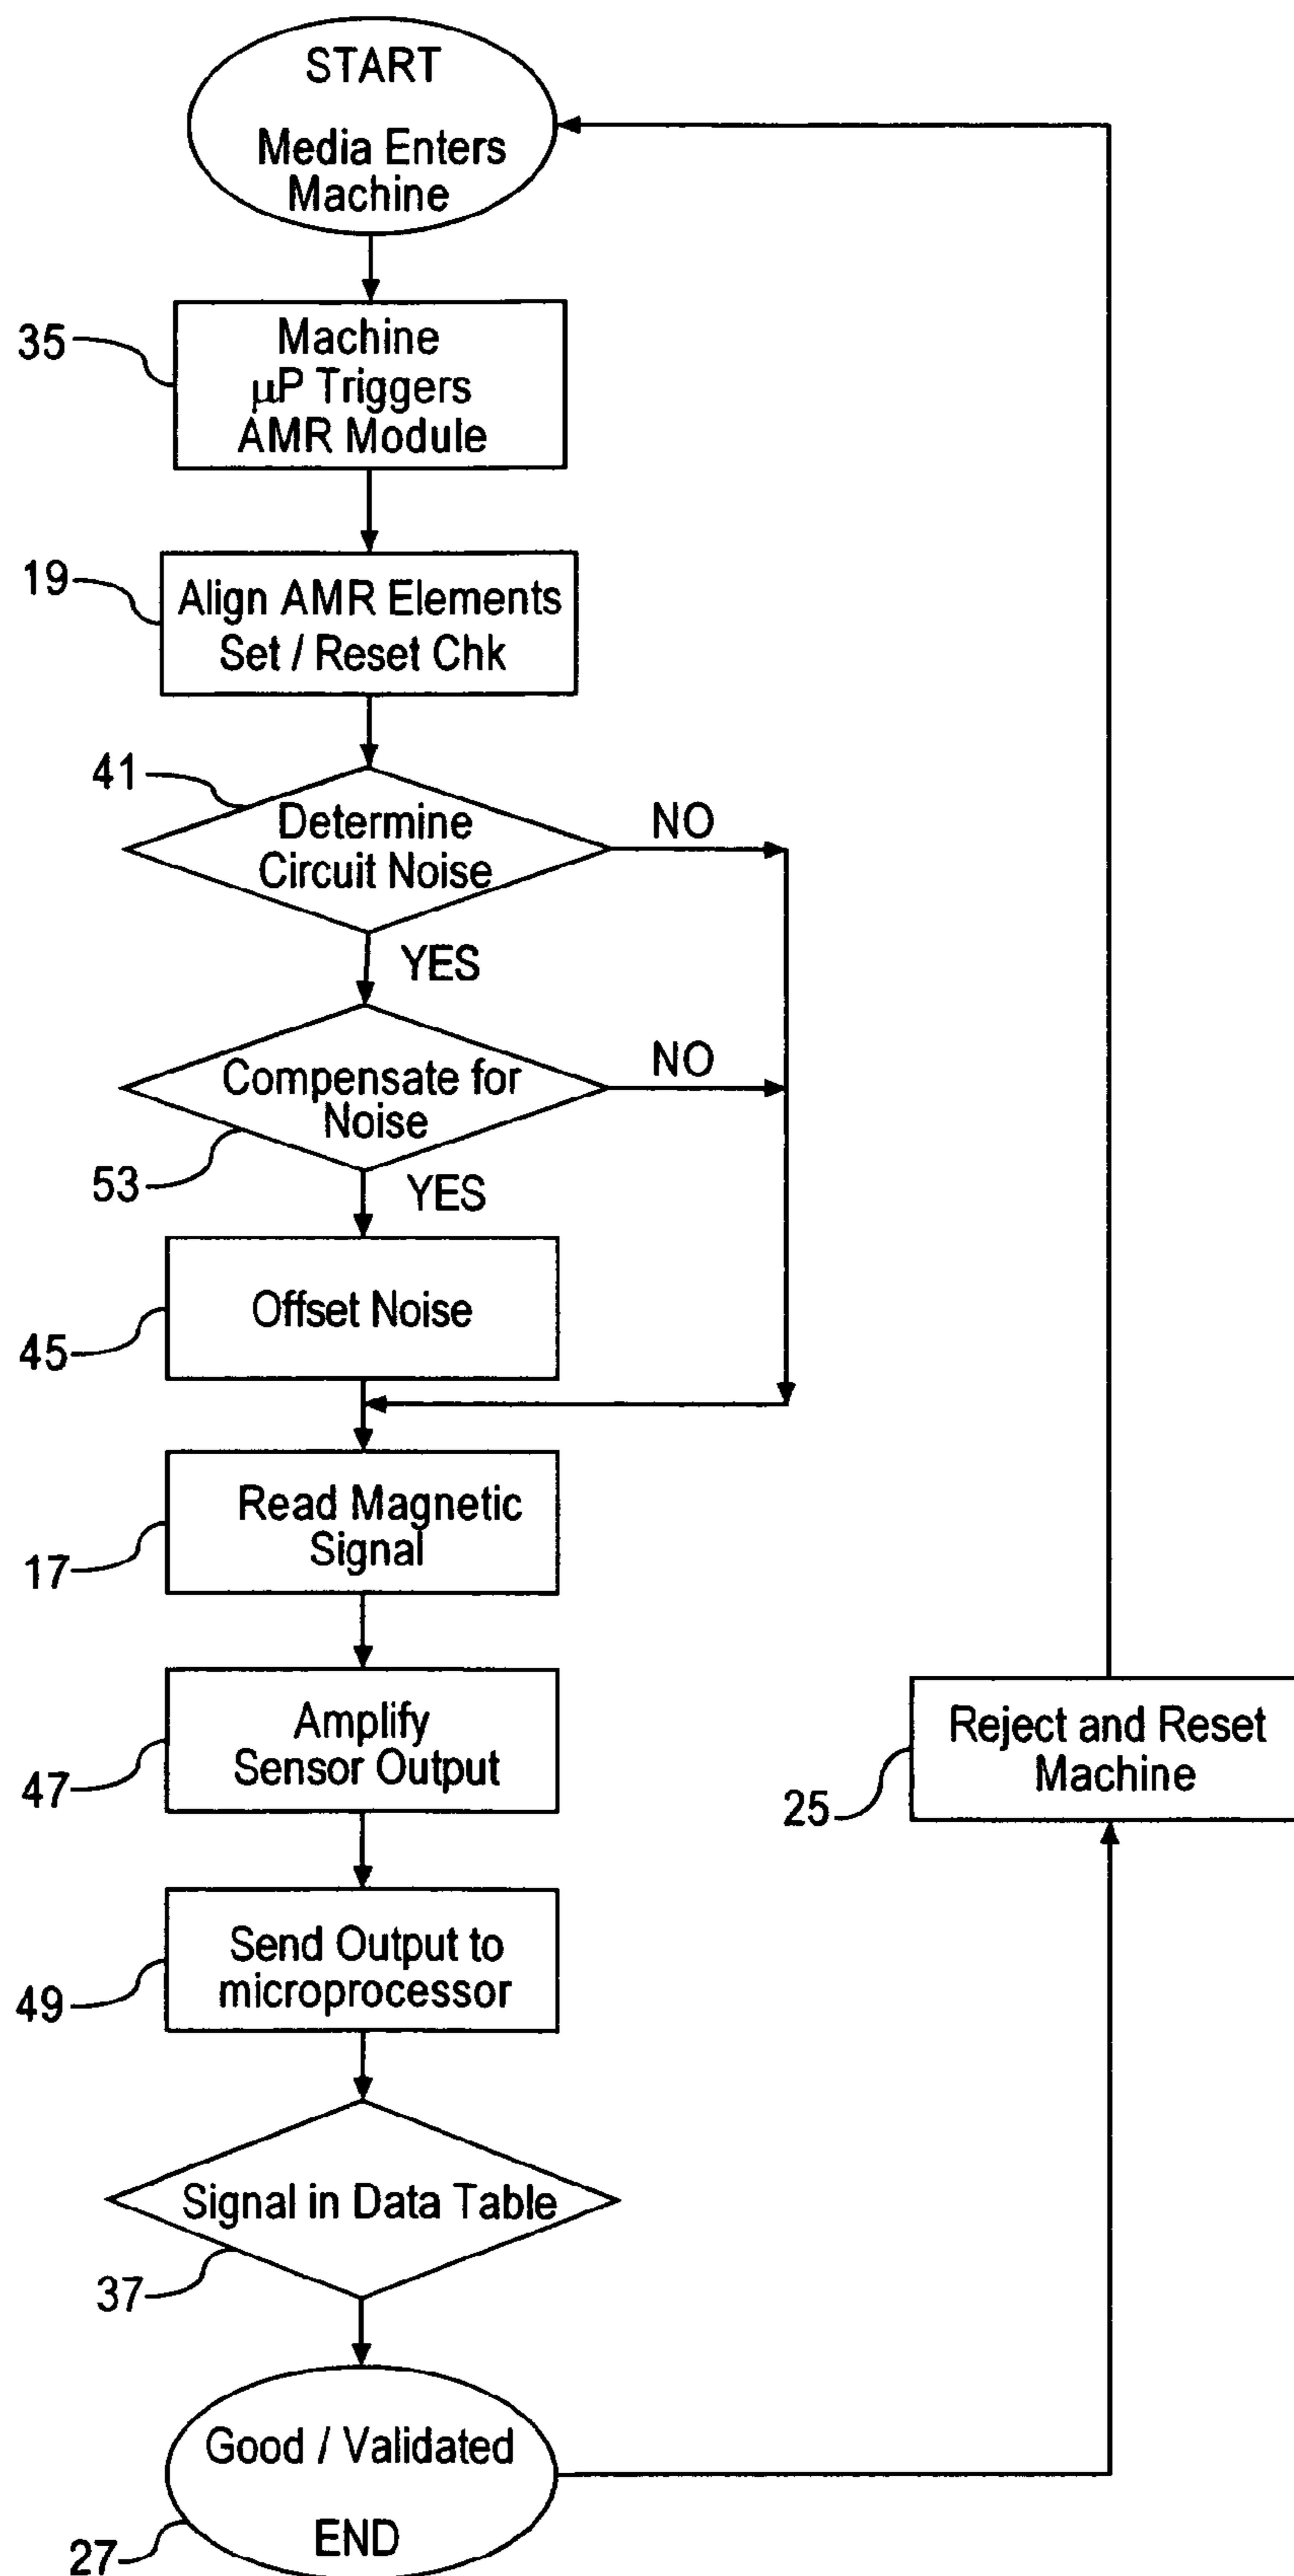 START
Media Enters
Machine
35
Machine
µP Triggers
AMR Module
19
Align AMR Elements
Set / Reset Chk
41
Determine
Circuit Noise
NO
YES
Compensate for
Noise
NO
53
YES
Offset Noise
45
Read Magnetic
Signal
17
Amplify
Sensor Output
47
Reject and Reset
Machine
25
Send Output to
microprocessor
49
Signal in Data Table
37
Good / Validated
END
27